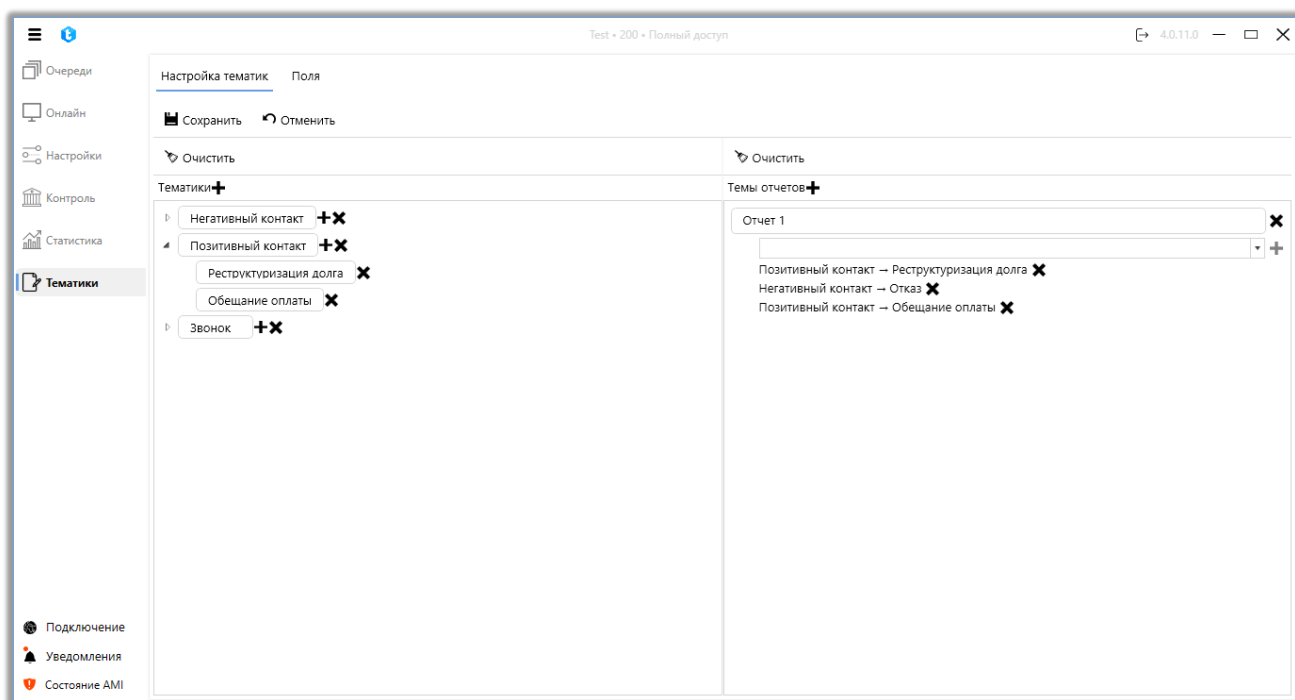 Test • 200 • Полный доступ
4.0.11.0
Очереди
Онлайн
Настройки
Контроль
Статистика
Тематики
Подключение
Уведомления
Состояние AMI
Настройка тематик
Поля
Сохранить
Отменить
Очистить
Тематики
Негативный контакт
Позитивный контакт
Реструктуризация долга
Обещание оплаты
Звонок
Очистить
Темы отчетов
Отчет 1
Позитивный контакт → Реструктуризация долга
Негативный контакт → Отказ
Позитивный контакт → Обещание оплаты